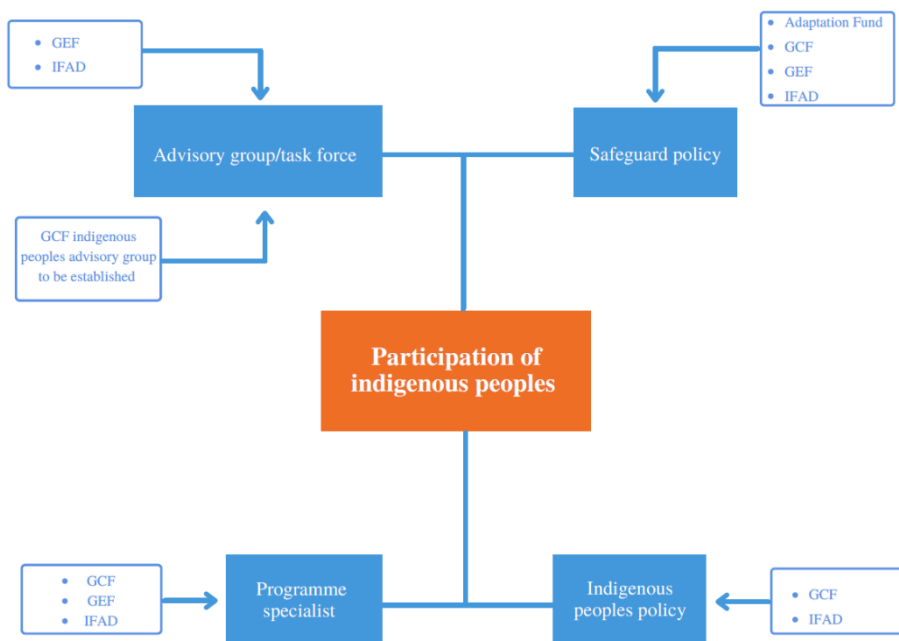 GEF
IFAD
Adaptation Fund
GCF
GEF
IFAD
Advisory group/task force
Safeguard policy
GCF indigenous
peoples advisory group
to be established
Participation of
indigenous peoples
GCF
GEF
IFAD
Programme
specialist
Indigenous
peoples policy
GCF
IFAD